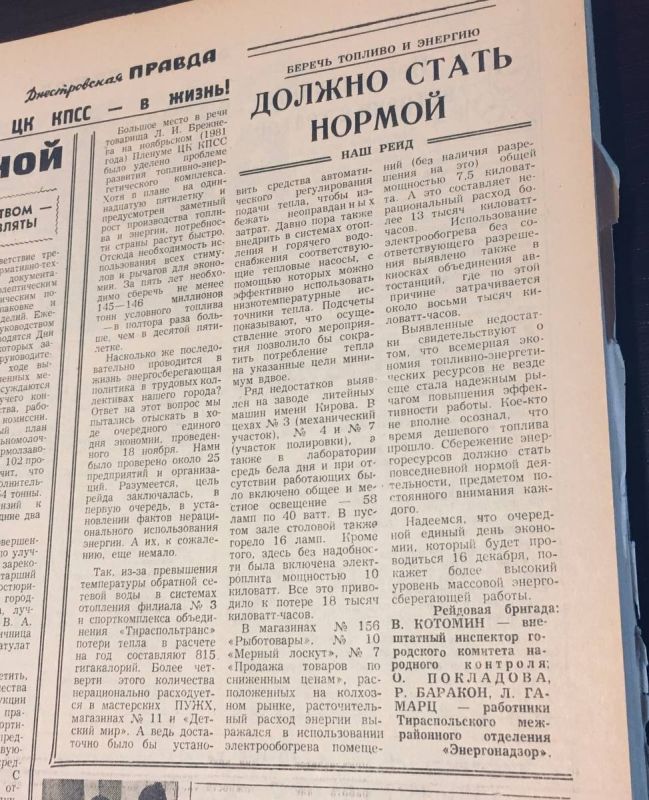 Днестровская ПРАВДА
ЦК КПСС — в ЖИЗНЬ!
НОЙ
БЕРЕЧЬ ТОПЛИВО И ЭНЕРГИЮ
ДОЛЖНО СТАТЬ
НОРМОЙ
НАШ РЕЙД
Большое место в речи
товарища Л. И. Брежне-
ва на ноябрьском (1981
года) Пленуме ЦК КПСС
было уделено проблеме
развития топливно-энер-
гетического комплекса.
Хотя в плане на один-
надцатую пятилетку и
предусмотрен заметный
рост производства топли-
ва и энергии, потребнос-
ти страны растут быстро.
Отсюда необходимость ис-
пользования всех стиму-
лов и рычагов для эконо-
мии. За пять лет необхо-
димо сберечь не менее
145—146 миллионов
тонн условного топлива
—в полтора раза боль-
ше, чем в десятой пяти-
летке.
Насколько же последо-
вательно проводится в
жизнь энергосберегающая
политика в трудовых кол-
лективах нашего города?
Ответ на этот вопрос мы
пытались отыскать в хо-
де очередного единого
дня экономии, проведен-
ного 18 ноября. Нами
было проверено около 25
предприятий и организа-
ций. Разумеется, цель
рейда заключалась, в
первую очередь, в уста-
новлении фактов нерацио-
нального использования
энергии. А их, к сожале-
нию, еще немало.
Так, из-за превышения
температуры обратной се-
тевой воды в системах
отопления филиала № 3
и спорткомплекса объеди-
нения «Тираспольтранс»
потери тепла в расчете
на год составляют 815
гигакалорий. Более чет-
верти этого количества
нерационально расходует-
ся в мастерских ПУЖХ,
магазинах № 11 и «Дет-
ский мир». А ведь доста-
точно было бы устано-
вить средства автомати-
ческого регулирования
подачи тепла, чтобы из-
бежать неоправданных
затрат. Давно пора также
внедрить в системах отоп-
ления и горячего водо-
снабжения соответствую-
щие тепловые насосы, с
помощью которых можно
эффективно использовать
низкотемпературные ис-
точники тепла. Подсчеты
показывают, что осуще-
ствление этого мероприя-
тия позволило бы сокра-
тить потребление тепла
на указанные цели мини-
мум вдвое.
Ряд недостатков выяв-
лен на заводе литейных
машин имени Кирова. В
цехах № 3 (механический
участок), № 4 и № 7
(участок полировки), а
также в лаборатории
средь бела дня и при от-
сутствии работающих бы-
ло включено общее и ме-
стное освещение — 58
ламп по 40 ватт. В пус-
том зале столовой также
горело 16 ламп. Кроме
того, здесь без надобнос-
ти была включена элект-
роплита мощностью 10
киловатт. Все это приво-
дило к потере 18 тысяч
киловатт-часов.
В магазинах № 156
«Рыботовары», № 10
«Мерный лоскут», № 7
«Продажа товаров по
сниженным ценам», рас-
положенных на колхоз-
ном рынке, расточитель-
ный расход энергии вы-
ражался в использовании
электрообогрева помеще-
ний (без наличия разре-
шения на это) общей
мощностью 7,5 киловат-
та. А это составляет не-
рациональный расход бо-
лее 13 тысяч киловатт-
часов. Использование
электрообогрева без со-
ответствующего разреше-
ния выявлено также в
киосках объединения ав-
тостанций, где по этой
причине затрачивается
около восьми тысяч ки-
ловатт-часов.
Выявленные недостат-
ки свидетельствуют о
том, что всемерная эко-
номия топливно-энергети-
ческих ресурсов не везде
еще стала надежным ры-
чагом повышения эффек-
тивности работы. Кое-кто
не вполне осознал, что
время дешевого топлива
прошло. Сбережение энер-
горесурсов должно стать
повседневной нормой дея-
тельности, предметом по-
стоянного внимания каж-
дого.
Надеемся, что очеред-
ной единый день эконо-
мии, который будет про-
водиться 16 декабря, по-
кажет более высокий
уровень массовой энерго-
сберегающей работы.
Рейдовая бригада:
В. КОТОМИН — вне-
штатный инспектор го-
родского комитета на-
родного контроля;
О. ПОКЛАДОВА,
Р. БАРАКОН, Л. ГА-
МАРЦ — работники
Тираспольского меж-
районного отделения
«Энергонадзор».